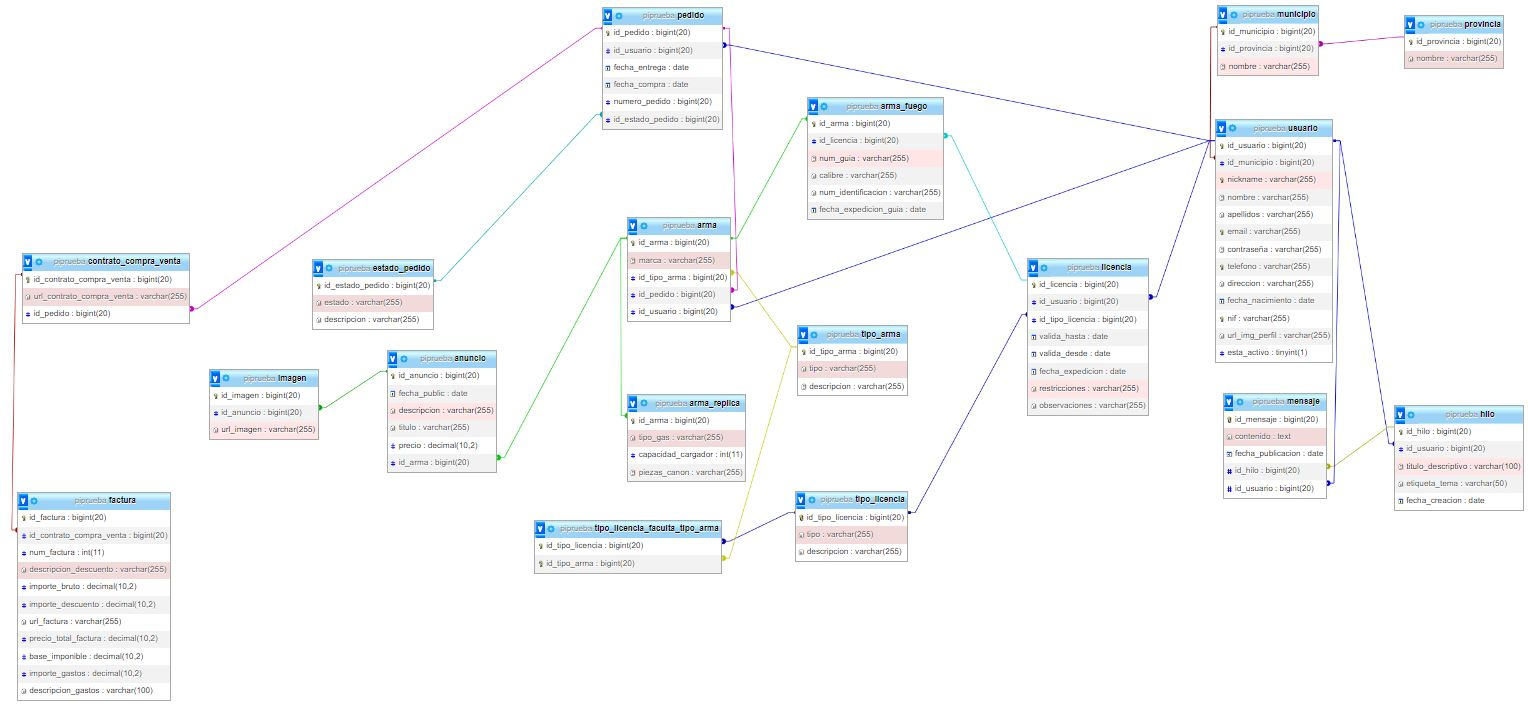 piprueba pedido
id_pedido : bigint(20)
id_usuario : bigint(20)
fecha_entrega : date
fecha_compra : date
numero_pedido : bigint(20)
id_estado_pedido : bigint(20)
piprueba municipio
id_municipio : bigint(20)
id_provincia : bigint(20)
nombre : varchar(255)
piprueba provincia
id_provincia : bigint(20)
nombre : varchar(255)
piprueba arma_fuego
id_arma : bigint(20)
id_licencia : bigint(20)
num_guia : varchar(255)
calibre : varchar(255)
num_identificacion : varchar(255)
fecha_expedicion_guia : date
piprueba usuario
id_usuario : bigint(20)
id_municipio : bigint(20)
nickname : varchar(255)
nombre : varchar(255)
apellidos : varchar(255)
email : varchar(255)
contraseña : varchar(255)
telefono : varchar(255)
direccion : varchar(255)
fecha_nacimiento : date
nif : varchar(255)
url_img_perfil : varchar(255)
esta_activo : tinyint(1)
piprueba arma
id_arma : bigint(20)
marca : varchar(255)
id_tipo_arma : bigint(20)
id_pedido : bigint(20)
id_usuario : bigint(20)
piprueba contrato_compra_venta
id_contrato_compra_venta : bigint(20)
url_contrato_compra_venta : varchar(255)
id_pedido : bigint(20)
piprueba estado_pedido
id_estado_pedido : bigint(20)
estado : varchar(255)
descripcion : varchar(255)
piprueba licencia
id_licencia : bigint(20)
id_usuario : bigint(20)
id_tipo_licencia : bigint(20)
valida_hasta : date
valida_desde : date
fecha_expedicion : date
restricciones : varchar(255)
observaciones : varchar(255)
piprueba tipo_arma
id_tipo_arma : bigint(20)
tipo : varchar(255)
descripcion : varchar(255)
piprueba anuncio
id_anuncio : bigint(20)
fecha_public : date
descripcion : varchar(255)
titulo : varchar(255)
precio : decimal(10,2)
id_arma : bigint(20)
piprueba imagen
id_imagen : bigint(20)
id_anuncio : bigint(20)
url_imagen : varchar(255)
piprueba arma_replica
id_arma : bigint(20)
tipo_gas : varchar(255)
capacidad_cargador : int(11)
piezas_canon : varchar(255)
piprueba mensaje
id_mensaje : bigint(20)
contenido : text
fecha_publicacion : date
id_hilo : bigint(20)
id_usuario : bigint(20)
piprueba hilo
id_hilo : bigint(20)
id_usuario : bigint(20)
titulo_descriptivo : varchar(100)
etiqueta_tema : varchar(50)
fecha_creacion : date
piprueba factura
id_factura : bigint(20)
id_contrato_compra_venta : bigint(20)
num_factura : int(11)
descripcion_descuento : varchar(255)
importe_bruto : decimal(10,2)
importe_descuento : decimal(10,2)
url_factura : varchar(255)
precio_total_factura : decimal(10,2)
base_imponible : decimal(10,2)
importe_gastos : decimal(10,2)
descripcion_gastos : varchar(100)
piprueba tipo_licencia_faculta_tipo_arma
id_tipo_licencia : bigint(20)
id_tipo_arma : bigint(20)
piprueba tipo_licencia
id_tipo_licencia : bigint(20)
tipo : varchar(255)
descripcion : varchar(255)